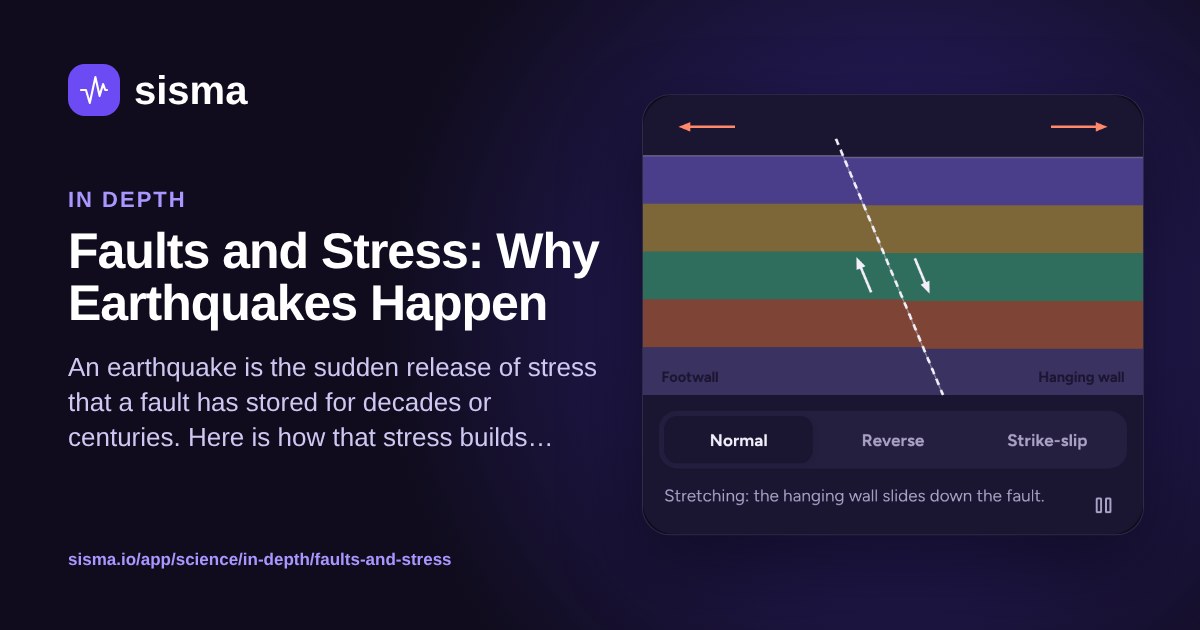 sisma
IN DEPTH
Faults and Stress: Why
Earthquakes Happen
An earthquake is the sudden release of stress
that a fault has stored for decades or
centuries. Here is how that stress builds…
sisma.io/app/science/in-depth/faults-and-stress
Footwall
Hanging wall
Normal
Reverse
Strike-slip
Stretching: the hanging wall slides down the fault.